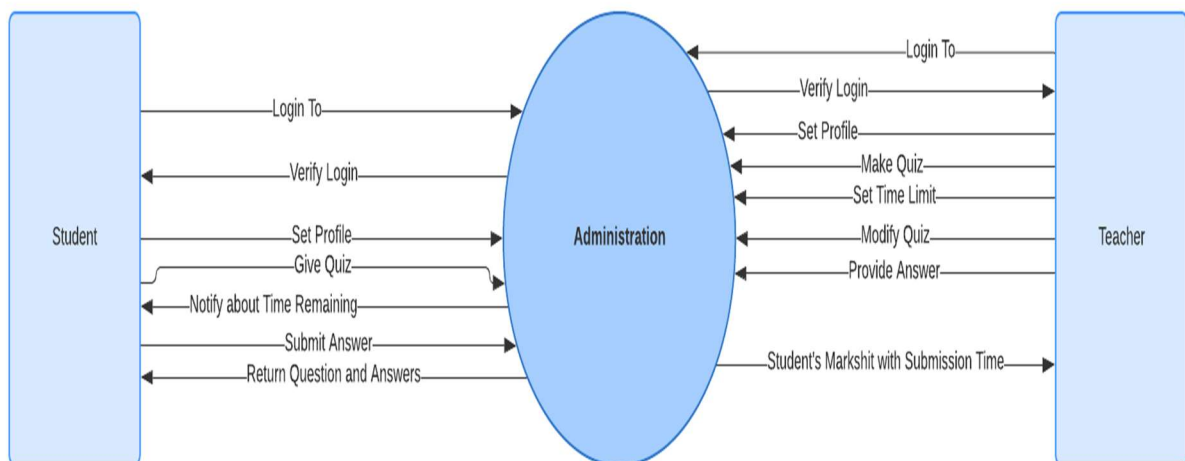 Student
Login To
Verify Login
Set Profile
Give Quiz
Notify about Time Remaining
Submit Answer
Return Question and Answers
Administration
Login To
Verify Login
Set Profile
Make Quiz
Set Time Limit
Modify Quiz
Provide Answer
Student's Markshit with Submission Time
Teacher